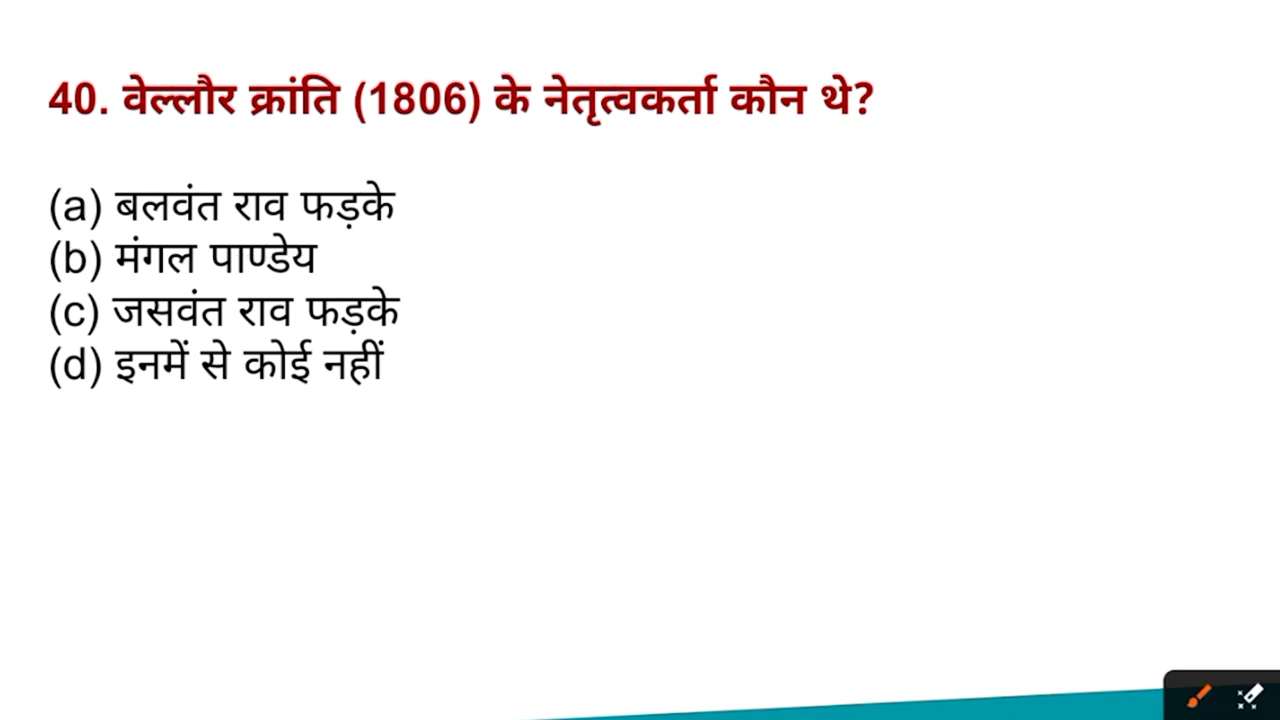 40. वेल्लौर क्रांति (1806) के नेतृत्वकर्ता कौन थे?
(a) बलवंत राव फड़के
(b) मंगल पाण्डेय
(c) जसवंत राव फड़के
(d) इनमें से कोई नहीं